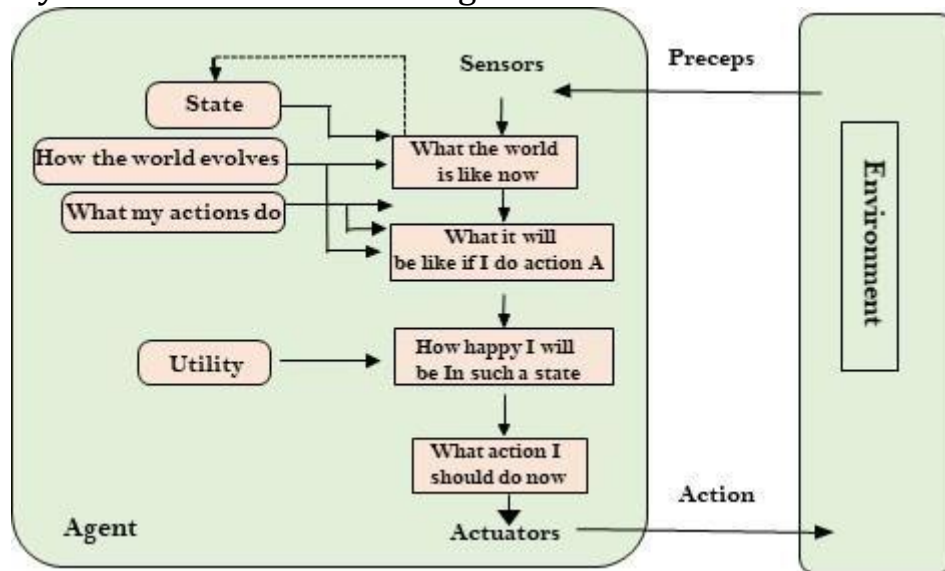 Sensors
Preceps
State
How the world evolves
What the world
is like now
What my actions do
What it will
be like if I do action A
Environment
Utility
How happy I will
be In such a state
What action I
should do now
Action
Agent
Actuators